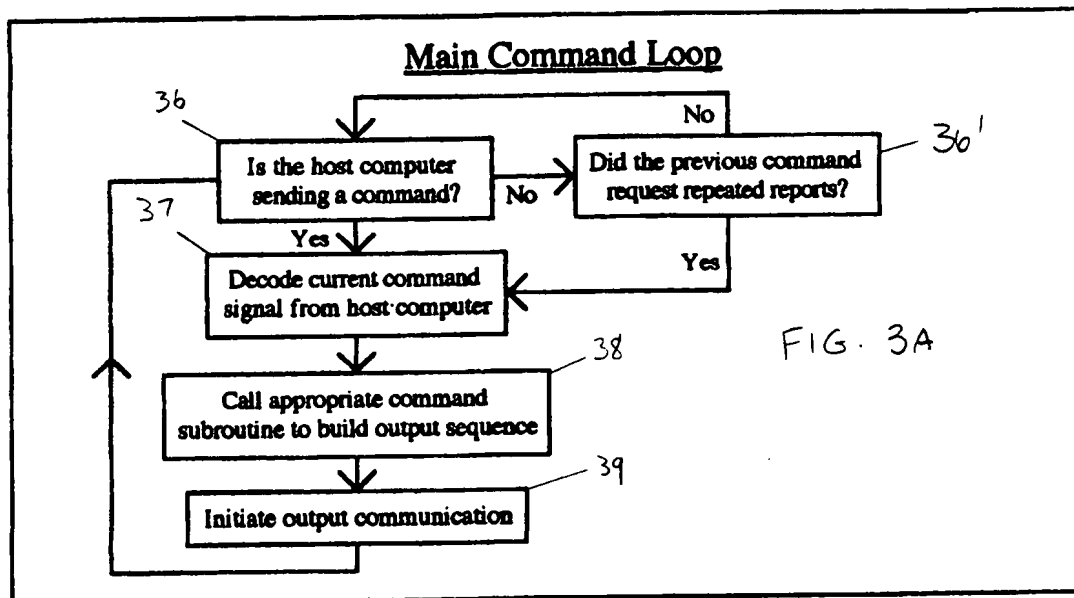 Main Command Loop
36
No
36'
Is the host computer
sending a command?
No
Did the previous command
request repeated reports?
37
Yes
Yes
Decode current command
signal from host computer
FIG. 3A
38
Call appropriate command
subroutine to build output sequence
39
Initiate output communication